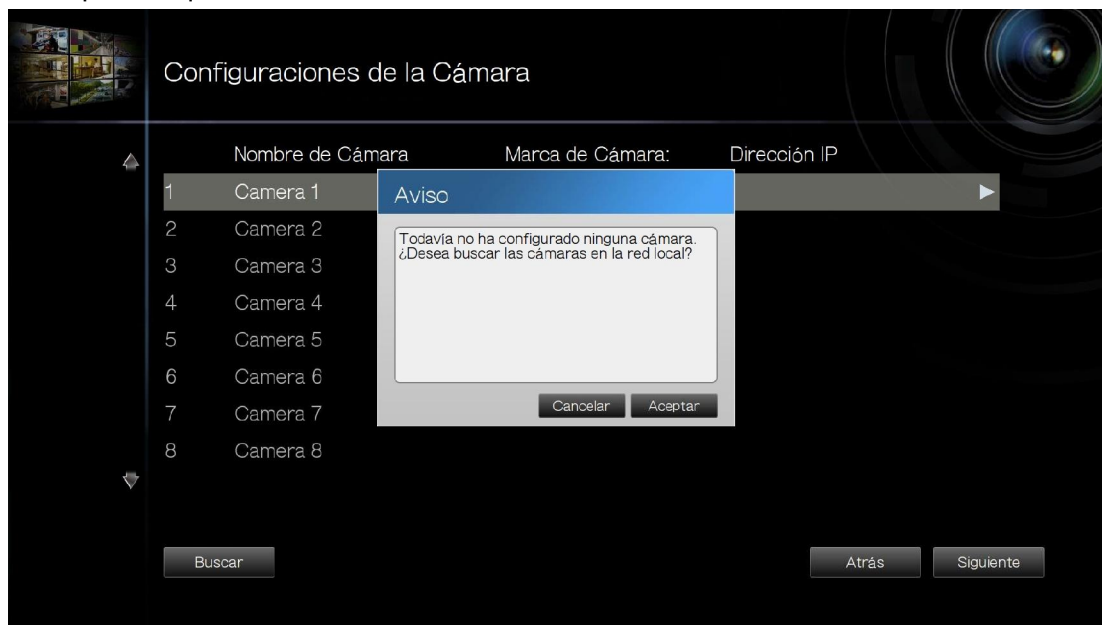 Configuraciones de la Cámara
Nombre de Cámara Marca de Cámara: Dirección IP
1 Camera 1
2 Camera 2
3 Camera 3
4 Camera 4
5 Camera 5
6 Camera 6
7 Camera 7
8 Camera 8
Aviso
Todavía no ha configurado ninguna cámara.
¿Desea buscar las cámaras en la red local?
Cancelar Aceptar
Buscar Atrás Siguiente